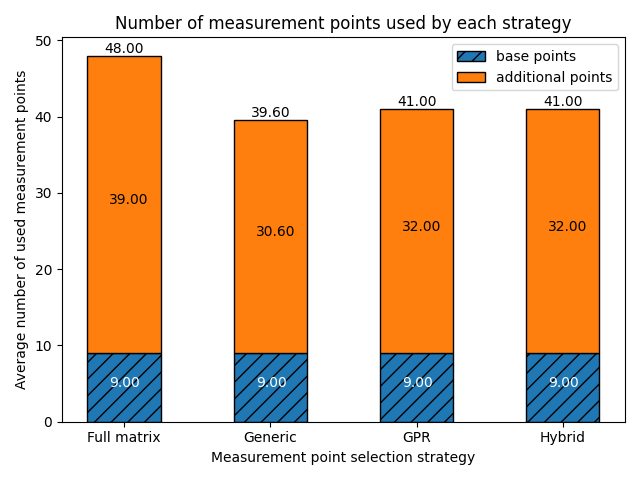 Number of measurement points used by each strategy
base points
additional points
48.00
39.60
41.00
41.00
39.00
30.60
32.00
32.00
9.00
9.00
9.00
9.00
50
40
30
20
10
0
Average number of used measurement points
Full matrix
Generic
GPR
Hybrid
Measurement point selection strategy